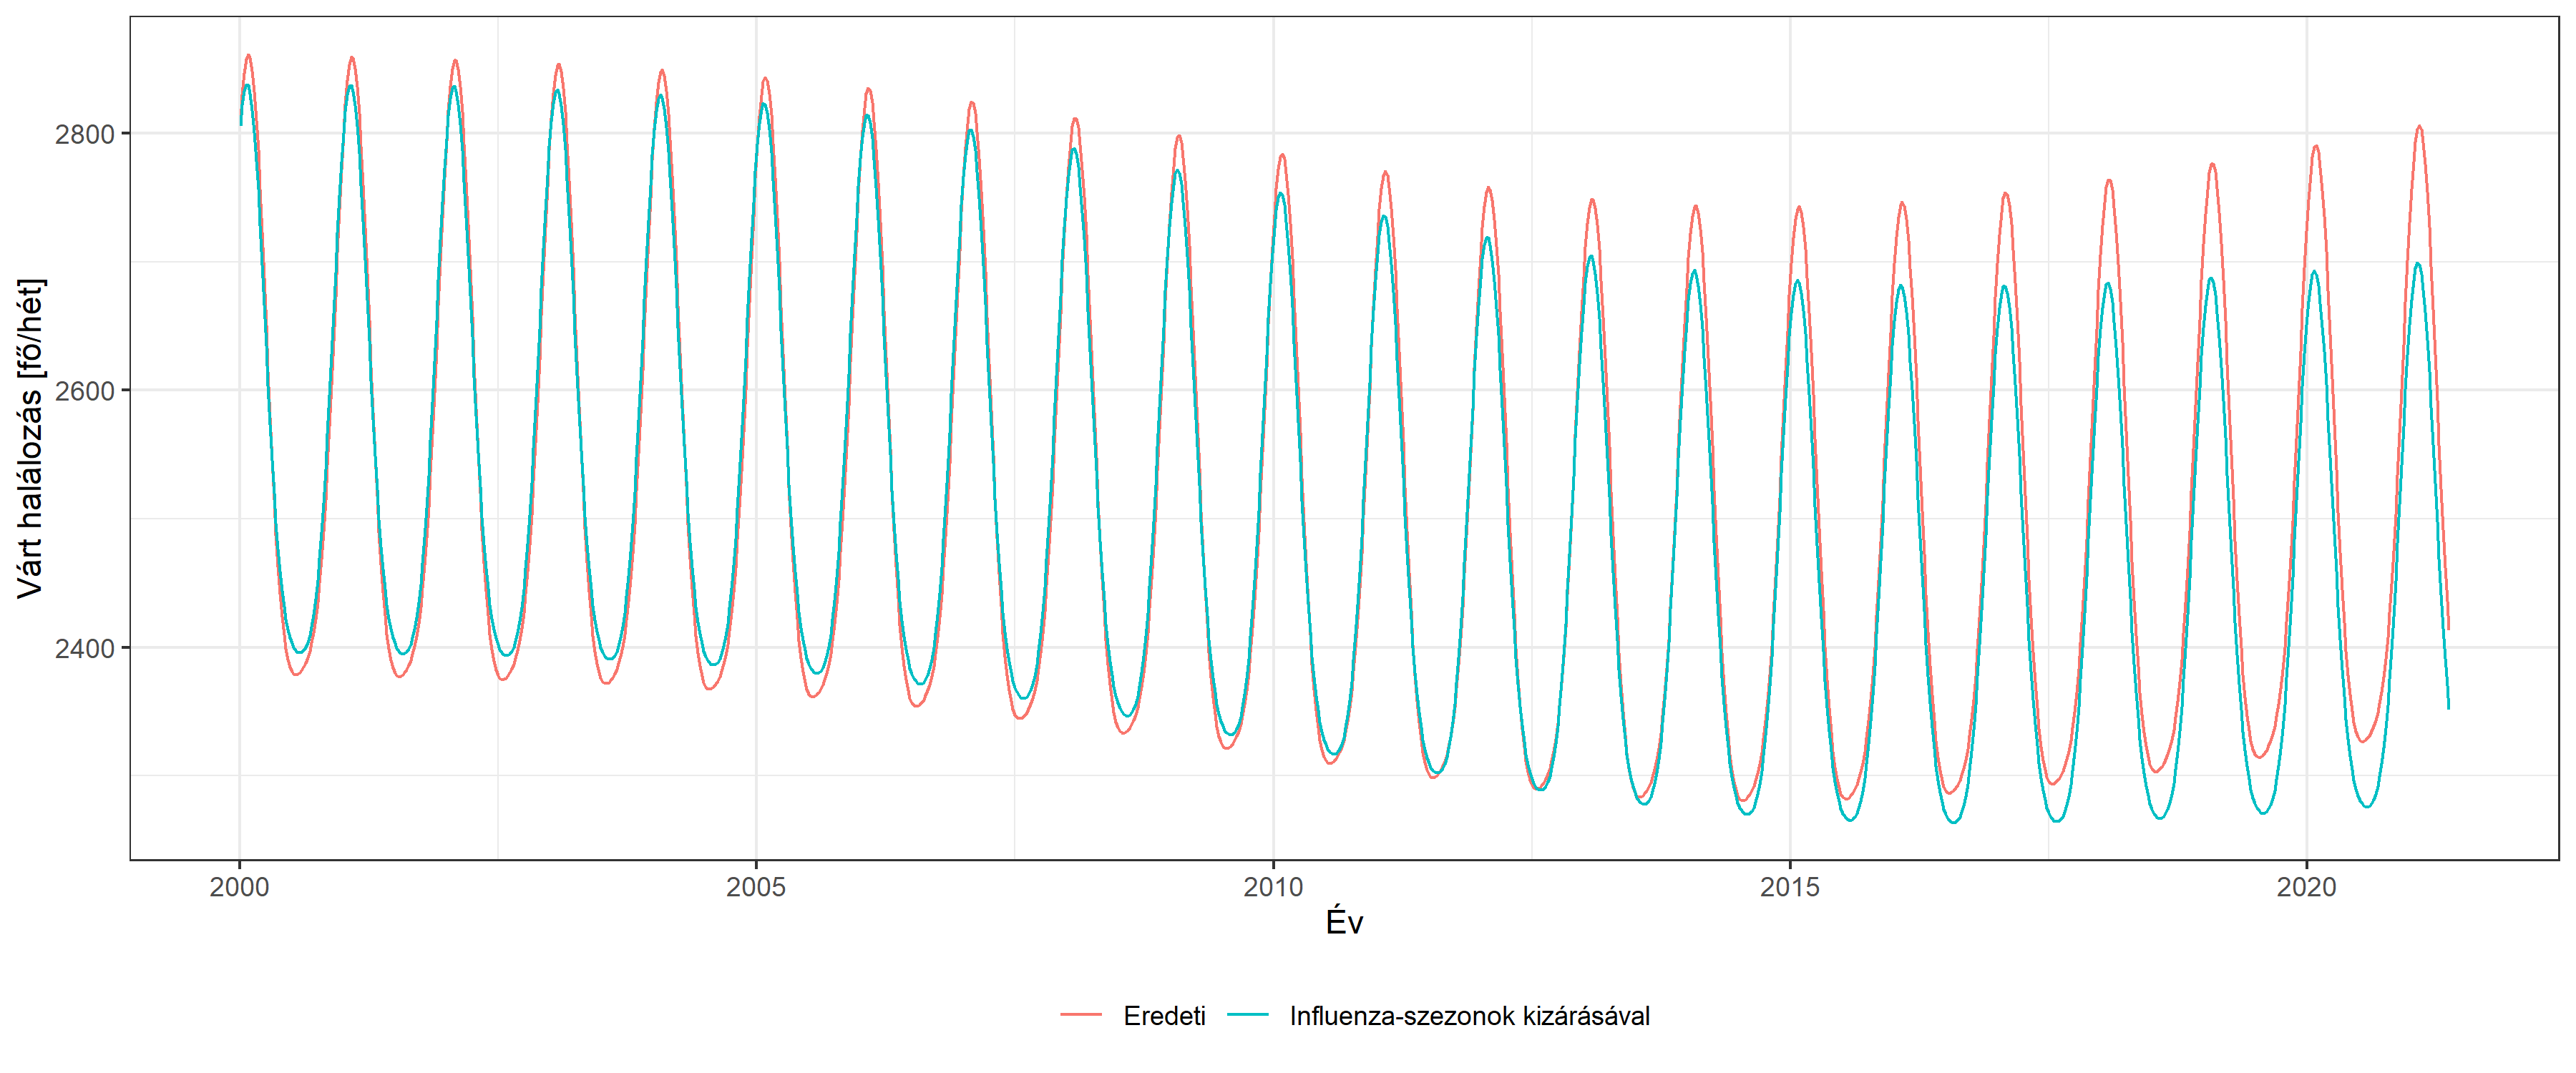 Várt halálozás [fő/hét]
2800
2600
2400
2000 2005 2010 2015 2020
Év
Eredeti Influenza-szezonok kizárásával